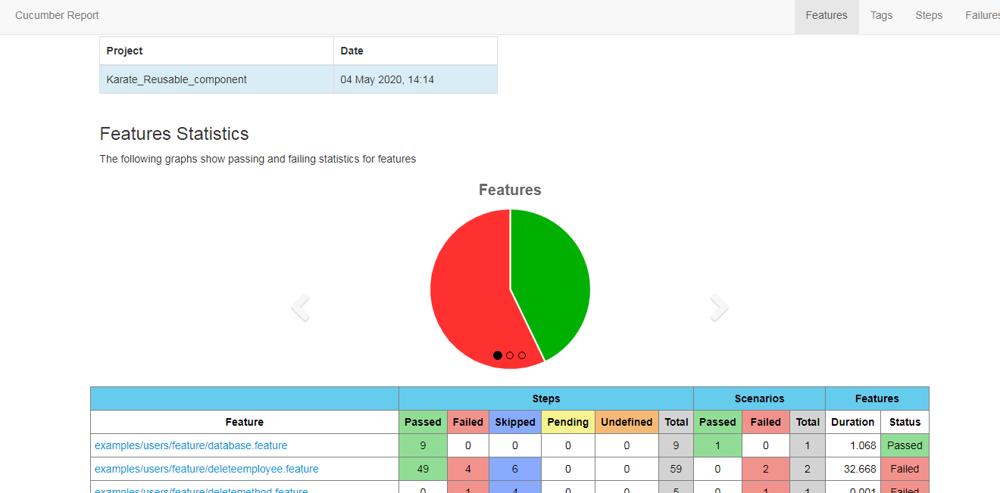 Cucumber Report Features Tags Steps Failures
Project Date
Karate_Reusable_component 04 May 2020, 14:14
Features Statistics
The following graphs show passing and failing statistics for features
Features
Steps Scenarios Features
Feature Passed Failed Skipped Pending Undefined Total Passed Failed Total Duration Status
examples/users/feature/database.feature 9 0 0 0 0 9 1 0 1 1.068 Passed
examples/users/feature/deleteemployee.feature 49 4 6 0 0 59 0 2 2 32.668 Failed
examples/users/feature/deletemethod.feature 0 1 4 0 0 5 0 1 1 0.001 Failed